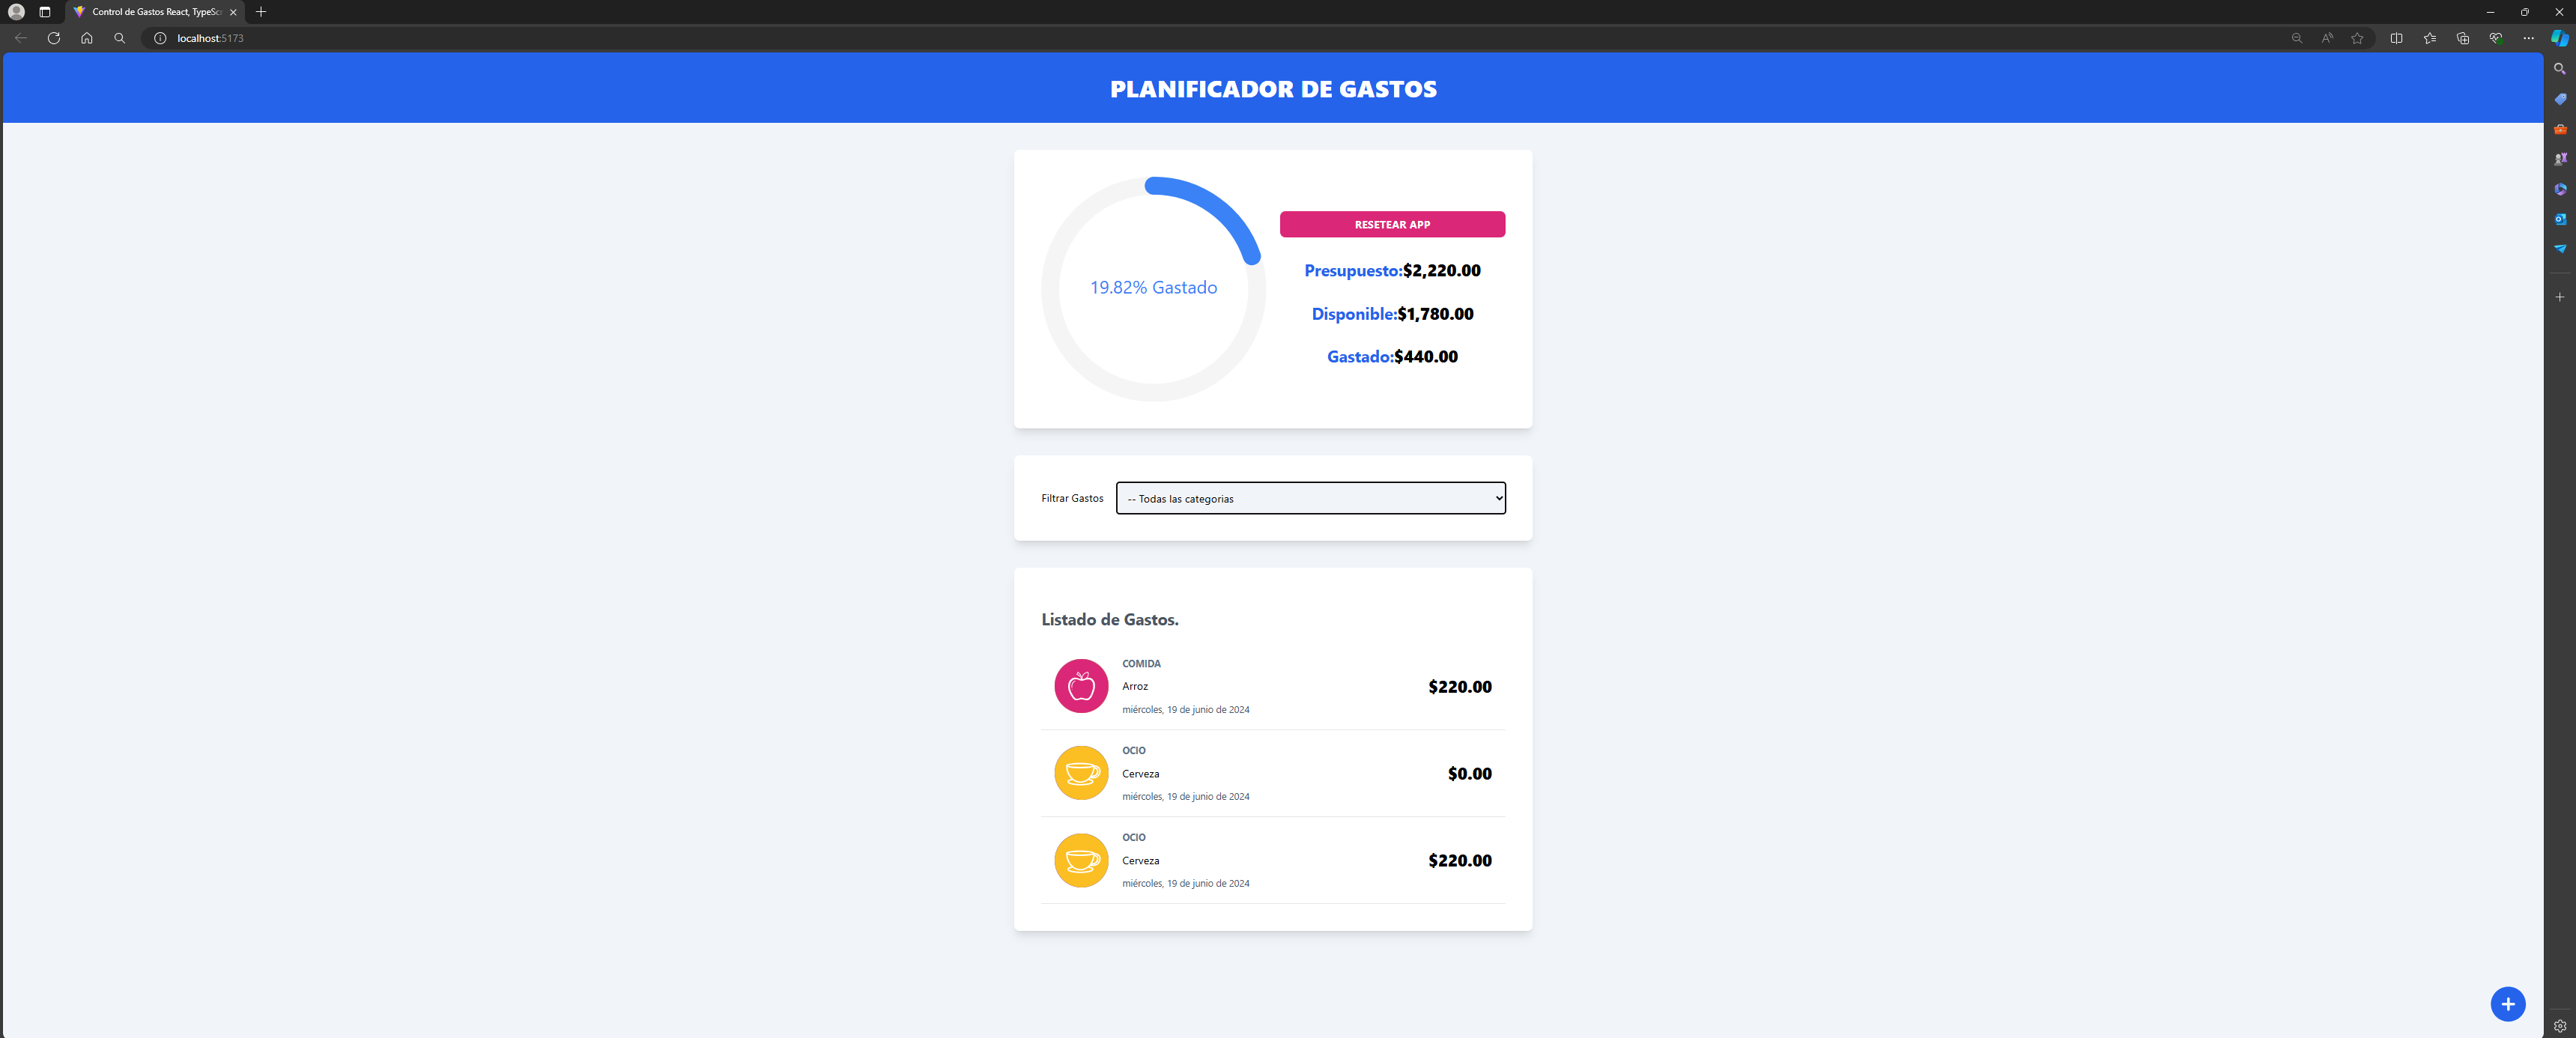 Control de Gastos React, TypeSc
localhost:5173
PLANIFICADOR DE GASTOS
19.82% Gastado
RESETEAR APP
Presupuesto:$2,220.00
Disponible:$1,780.00
Gastado:$440.00
Filtrar Gastos
-- Todas las categorias
Listado de Gastos.
COMIDA
Arroz
$220.00
miércoles, 19 de junio de 2024
OCIO
Cerveza
$0.00
miércoles, 19 de junio de 2024
OCIO
Cerveza
$220.00
miércoles, 19 de junio de 2024